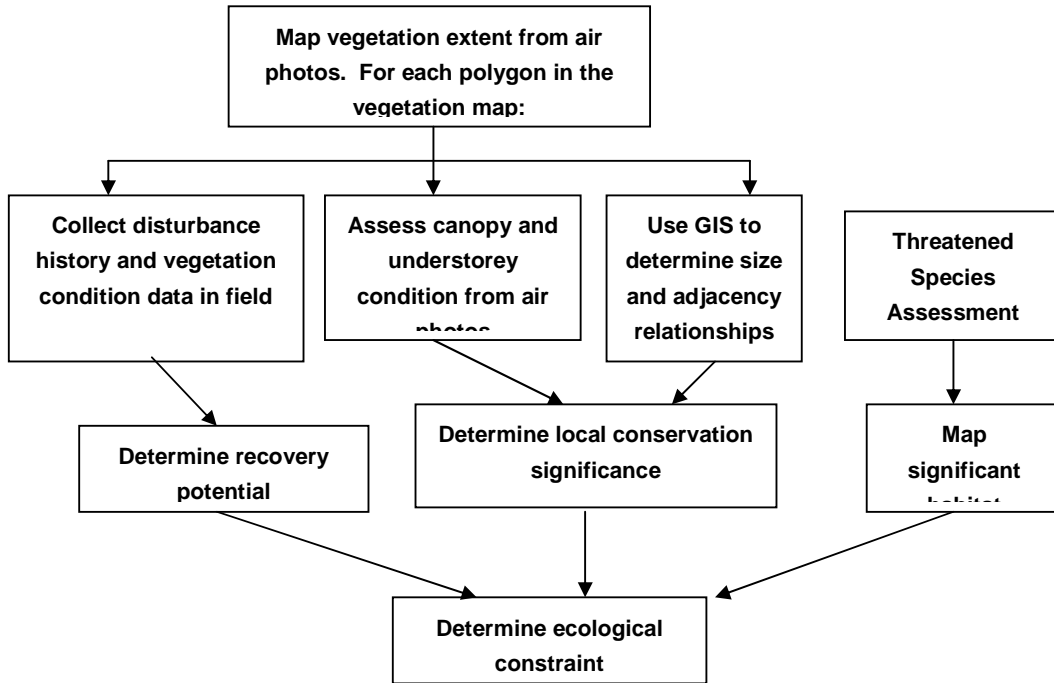 Map vegetation extent from air
photos. For each polygon in the
vegetation map:
Collect disturbance
history and vegetation
condition data in field
Assess canopy and
understorey
condition from air
photos
Use GIS to
determine size
and adjacency
relationships
Threatened
Species
Assessment
Determine recovery
potential
Determine local conservation
significance
Map
significant
habitat
Determine ecological
constraint